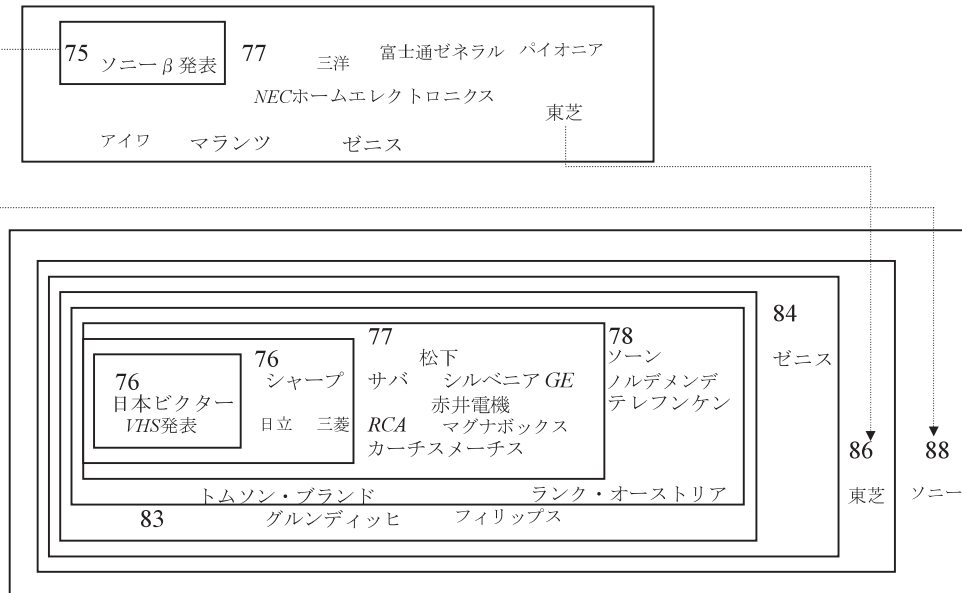 75 ソニーβ発表
77
三洋 富士通ゼネラル パイオニア
NECホームエレクトロニクス
東芝
アイワ マランツ ゼニス
76
日本ビクター
VHS発表
76
シャープ
日立 三菱
77
松下
サバ シルベニア GE
赤井電機
RCA マグナボックス
カーチスメーチス
78
ソーン
ノルデメンデ
テレフンケン
トムソン・ブランド ランク・オーストリア
83 グルンディッヒ フィリップス
84
ゼニス
86
東芝
88
ソニー